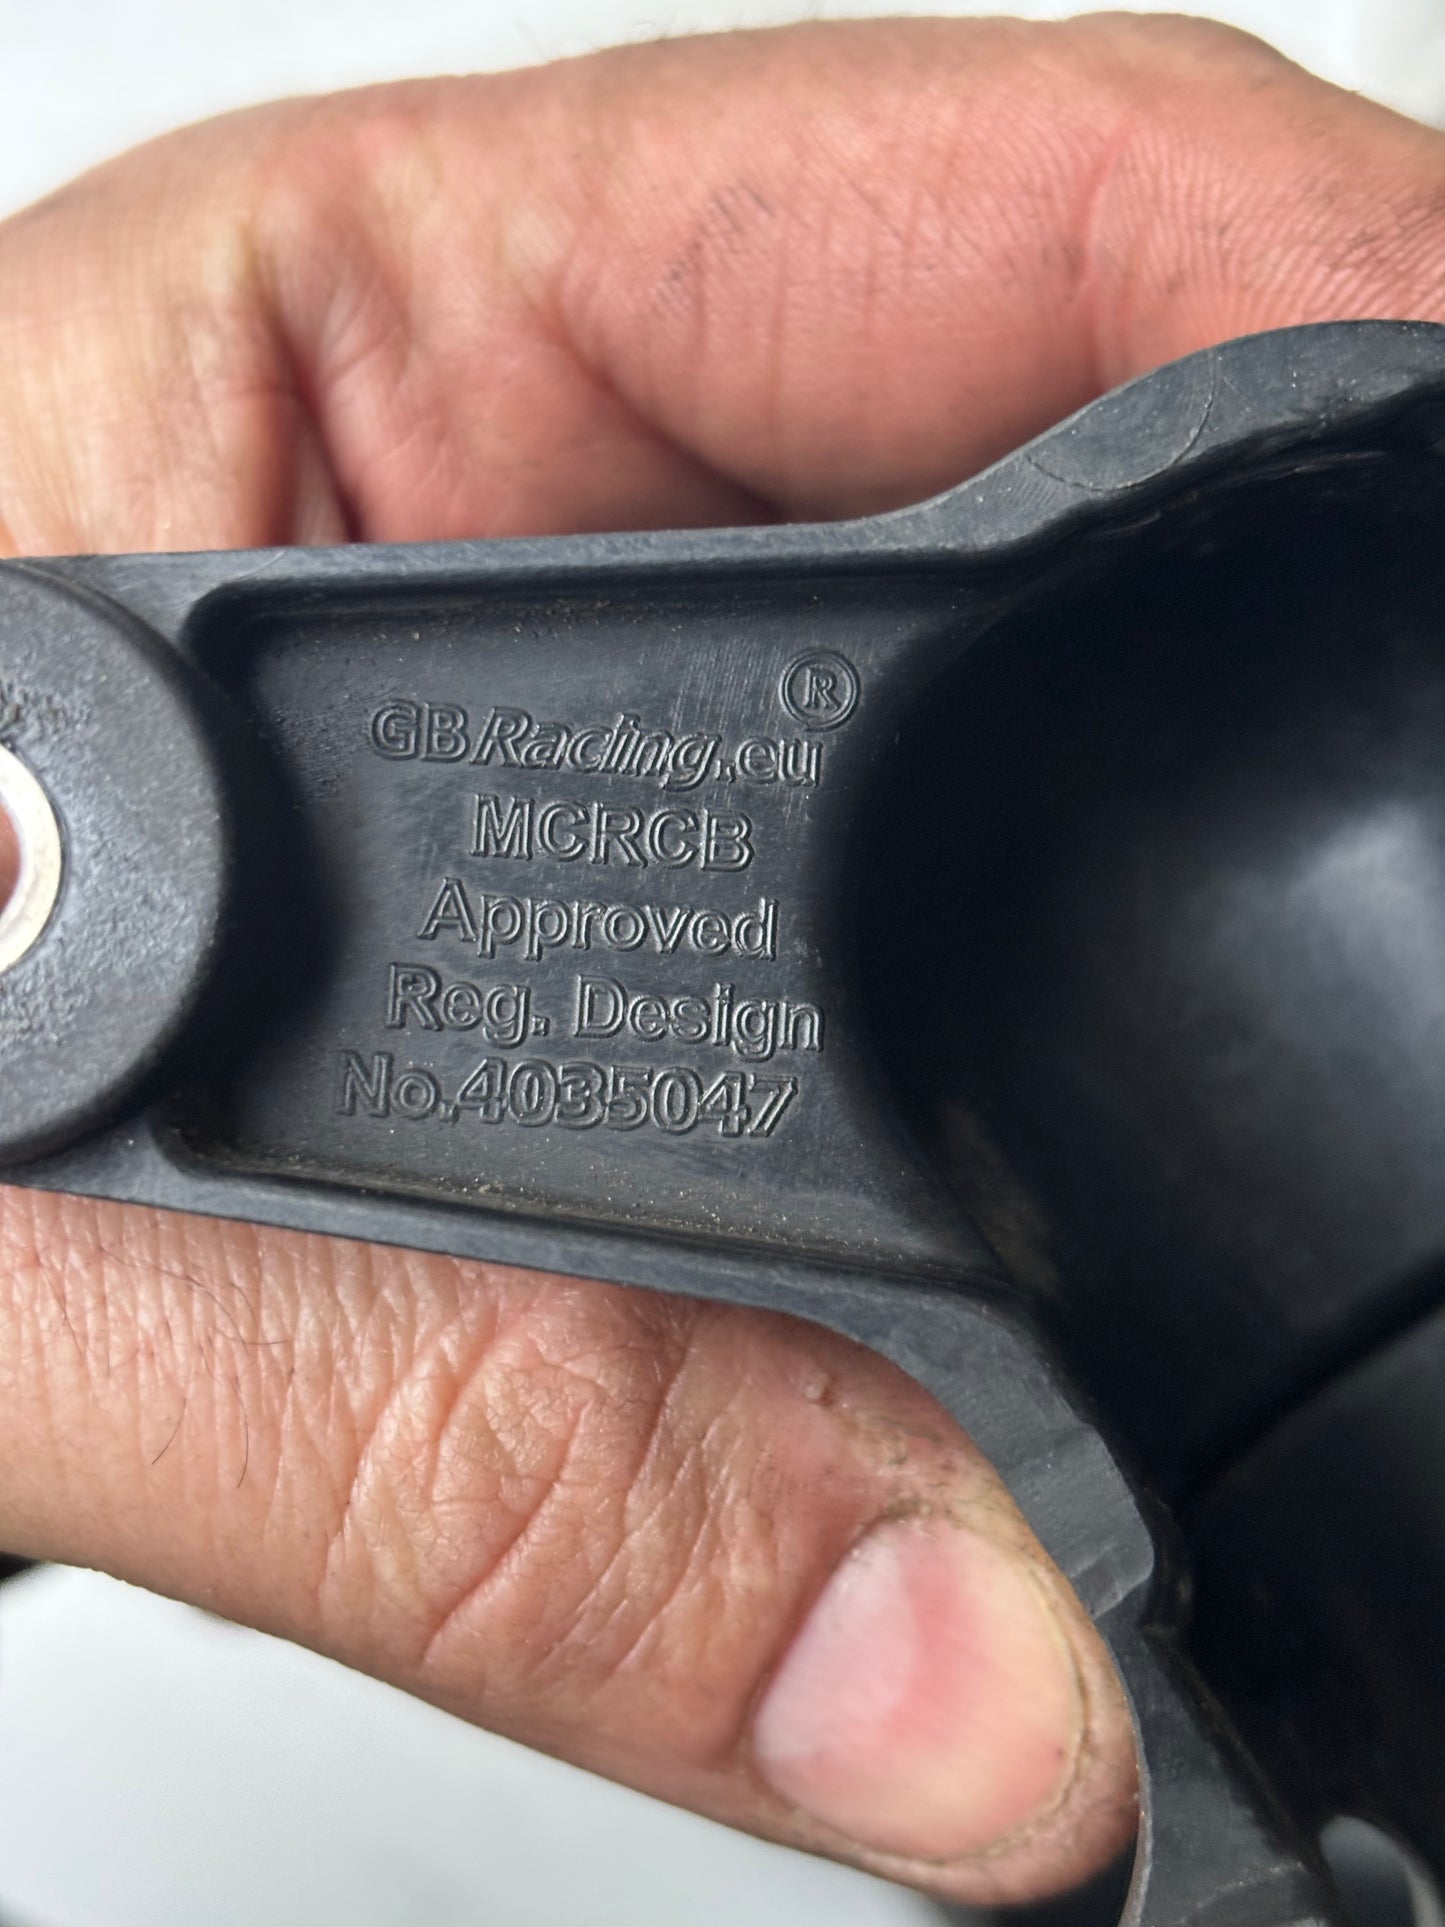 GBRacing.eu®
MCRCB
Approved
Reg. Design
No.4035047